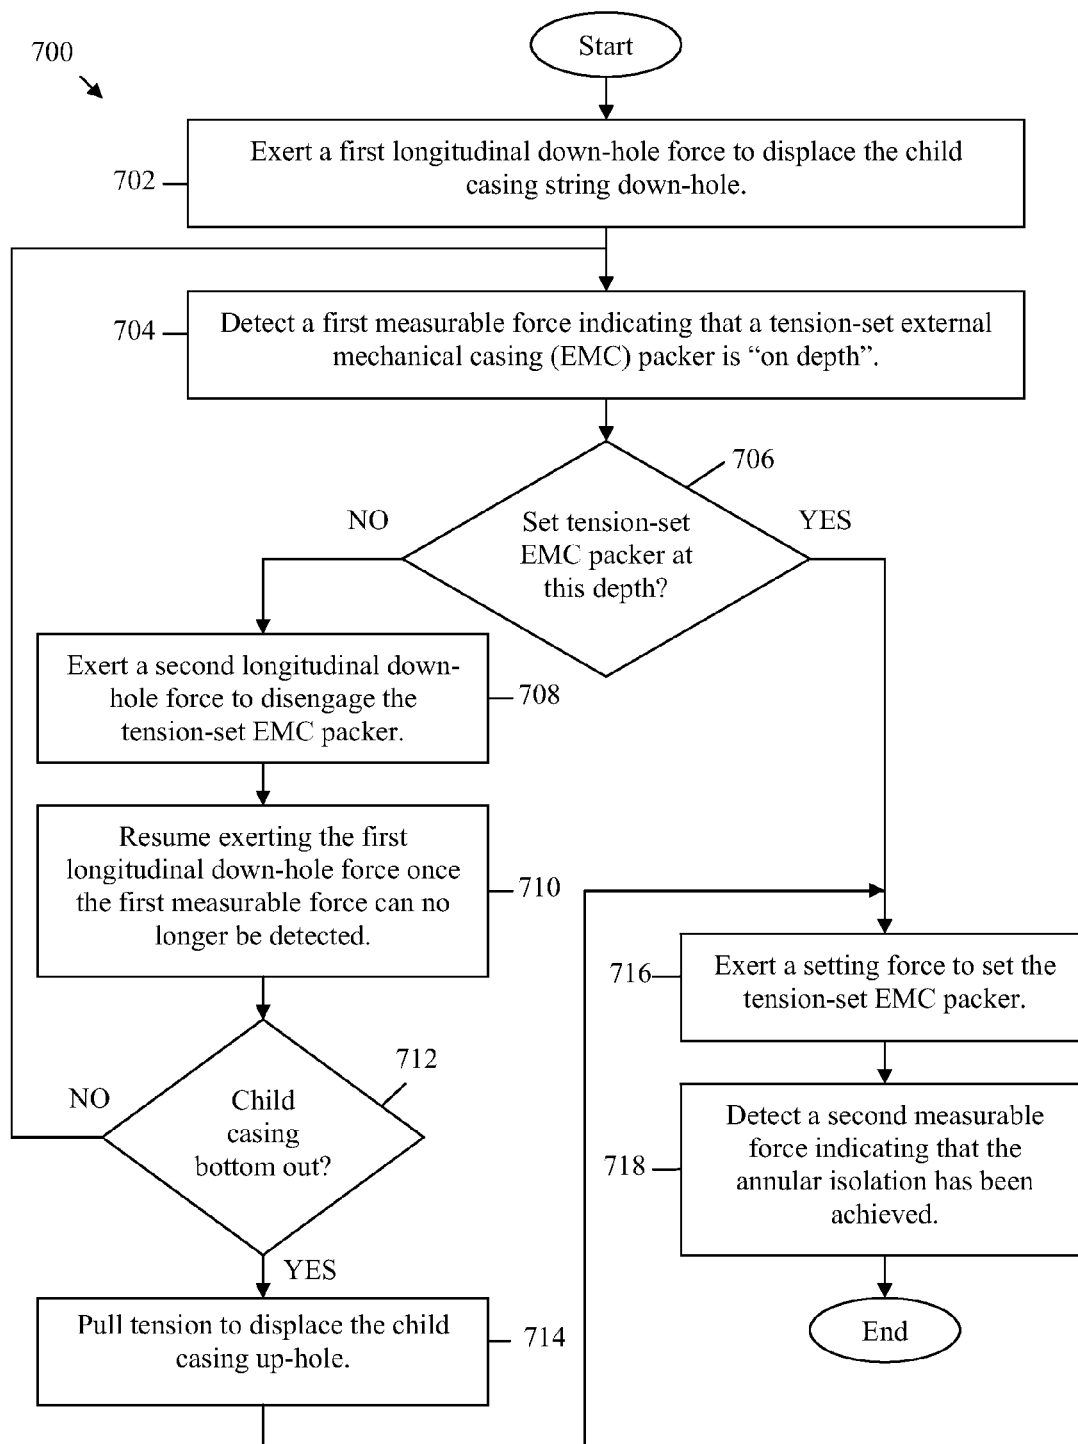 700
Start
702
Exert a first longitudinal down-hole force to displace the child
casing string down-hole.
704
Detect a first measurable force indicating that a tension-set external
mechanical casing (EMC) packer is “on depth”.
706
NO
YES
Set tension-set
EMC packer at
this depth?
Exert a second longitudinal down-
hole force to disengage the
tension-set EMC packer.
708
Resume exerting the first
longitudinal down-hole force once
the first measurable force can no
longer be detected.
710
716
Exert a setting force to set the
tension-set EMC packer.
712
NO
Child
casing
bottom out?
YES
718
Detect a second measurable
force indicating that the
annular isolation has been
achieved.
Pull tension to displace the child
casing up-hole.
714
End